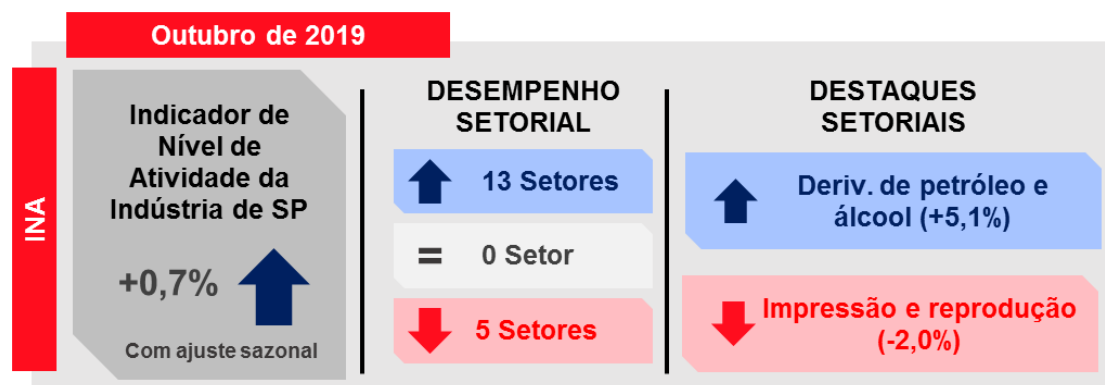 Outubro de 2019
INA
Indicador de
Nível de
Atividade da
Indústria de SP
+0,7%
Com ajuste sazonal
DESEMPENHO
SETORIAL
13 Setores
= 0 Setor
5 Setores
DESTAQUES
SETORIAIS
Deriv. de petróleo e
álcool (+5,1%)
Impressão e reprodução
(-2,0%)